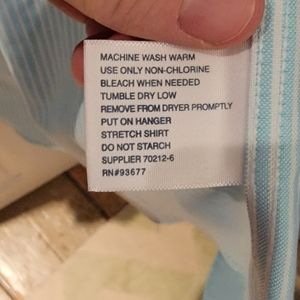 MACHINE WASH WARM
USE ONLY NON-CHLORINE
BLEACH WHEN NEEDED
TUMBLE DRY LOW
REMOVE FROM DRYER PROMPTLY
PUT ON HANGER
STRETCH SHIRT
DO NOT STARCH
SUPPLIER 70212-6
RN#93677